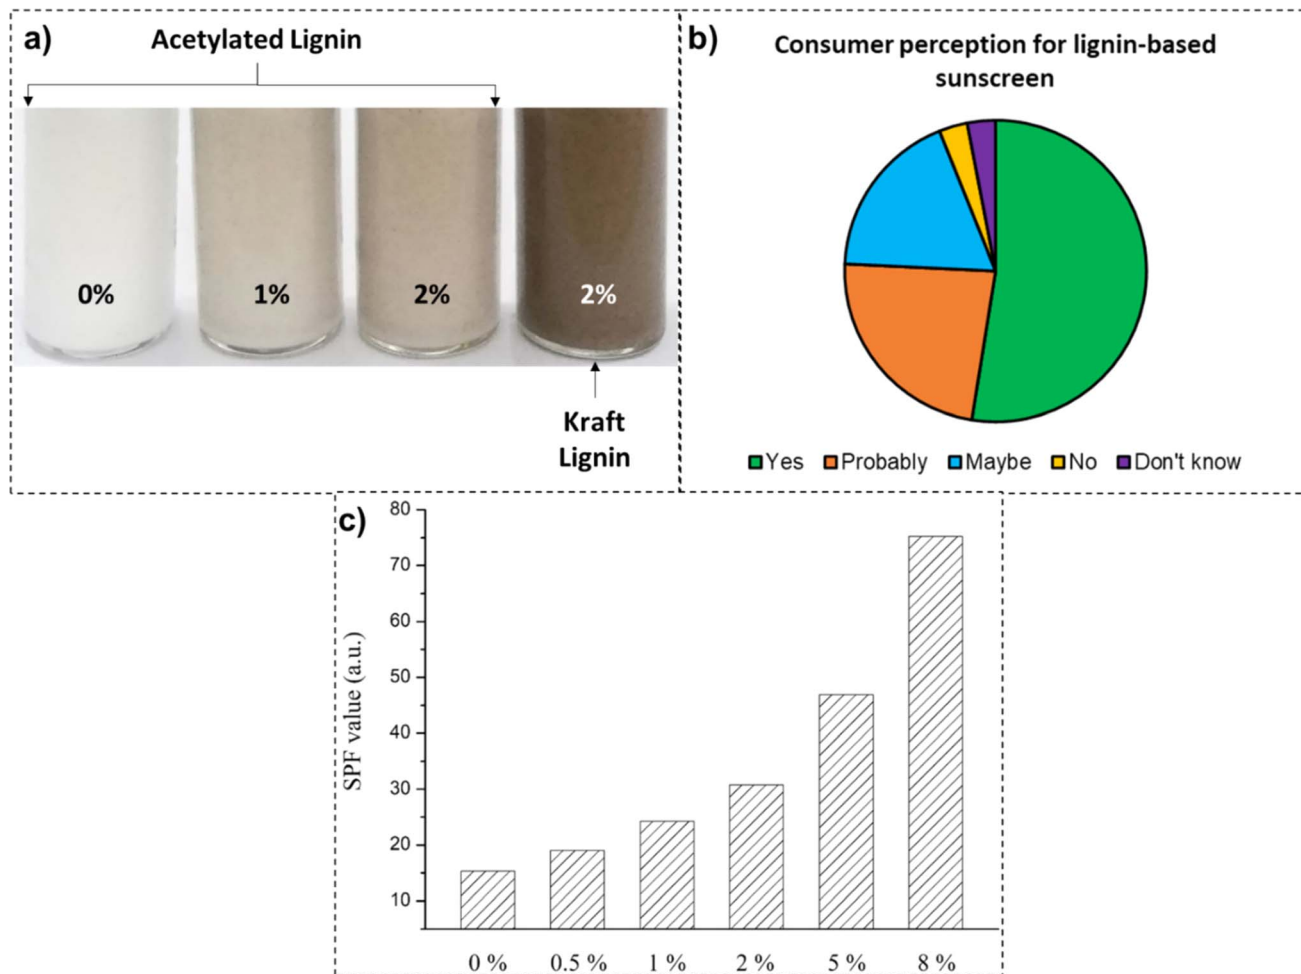 a)
Acetylated Lignin
0%
1%
2%
2%
Kraft
Lignin
b)
Consumer perception for lignin-based
sunscreen
Yes Probably Maybe No Don't know
c)
SPF value (a.u.)
80
70
60
50
40
30
20
10
0 % 0.5 % 1 % 2 % 5 % 8 %